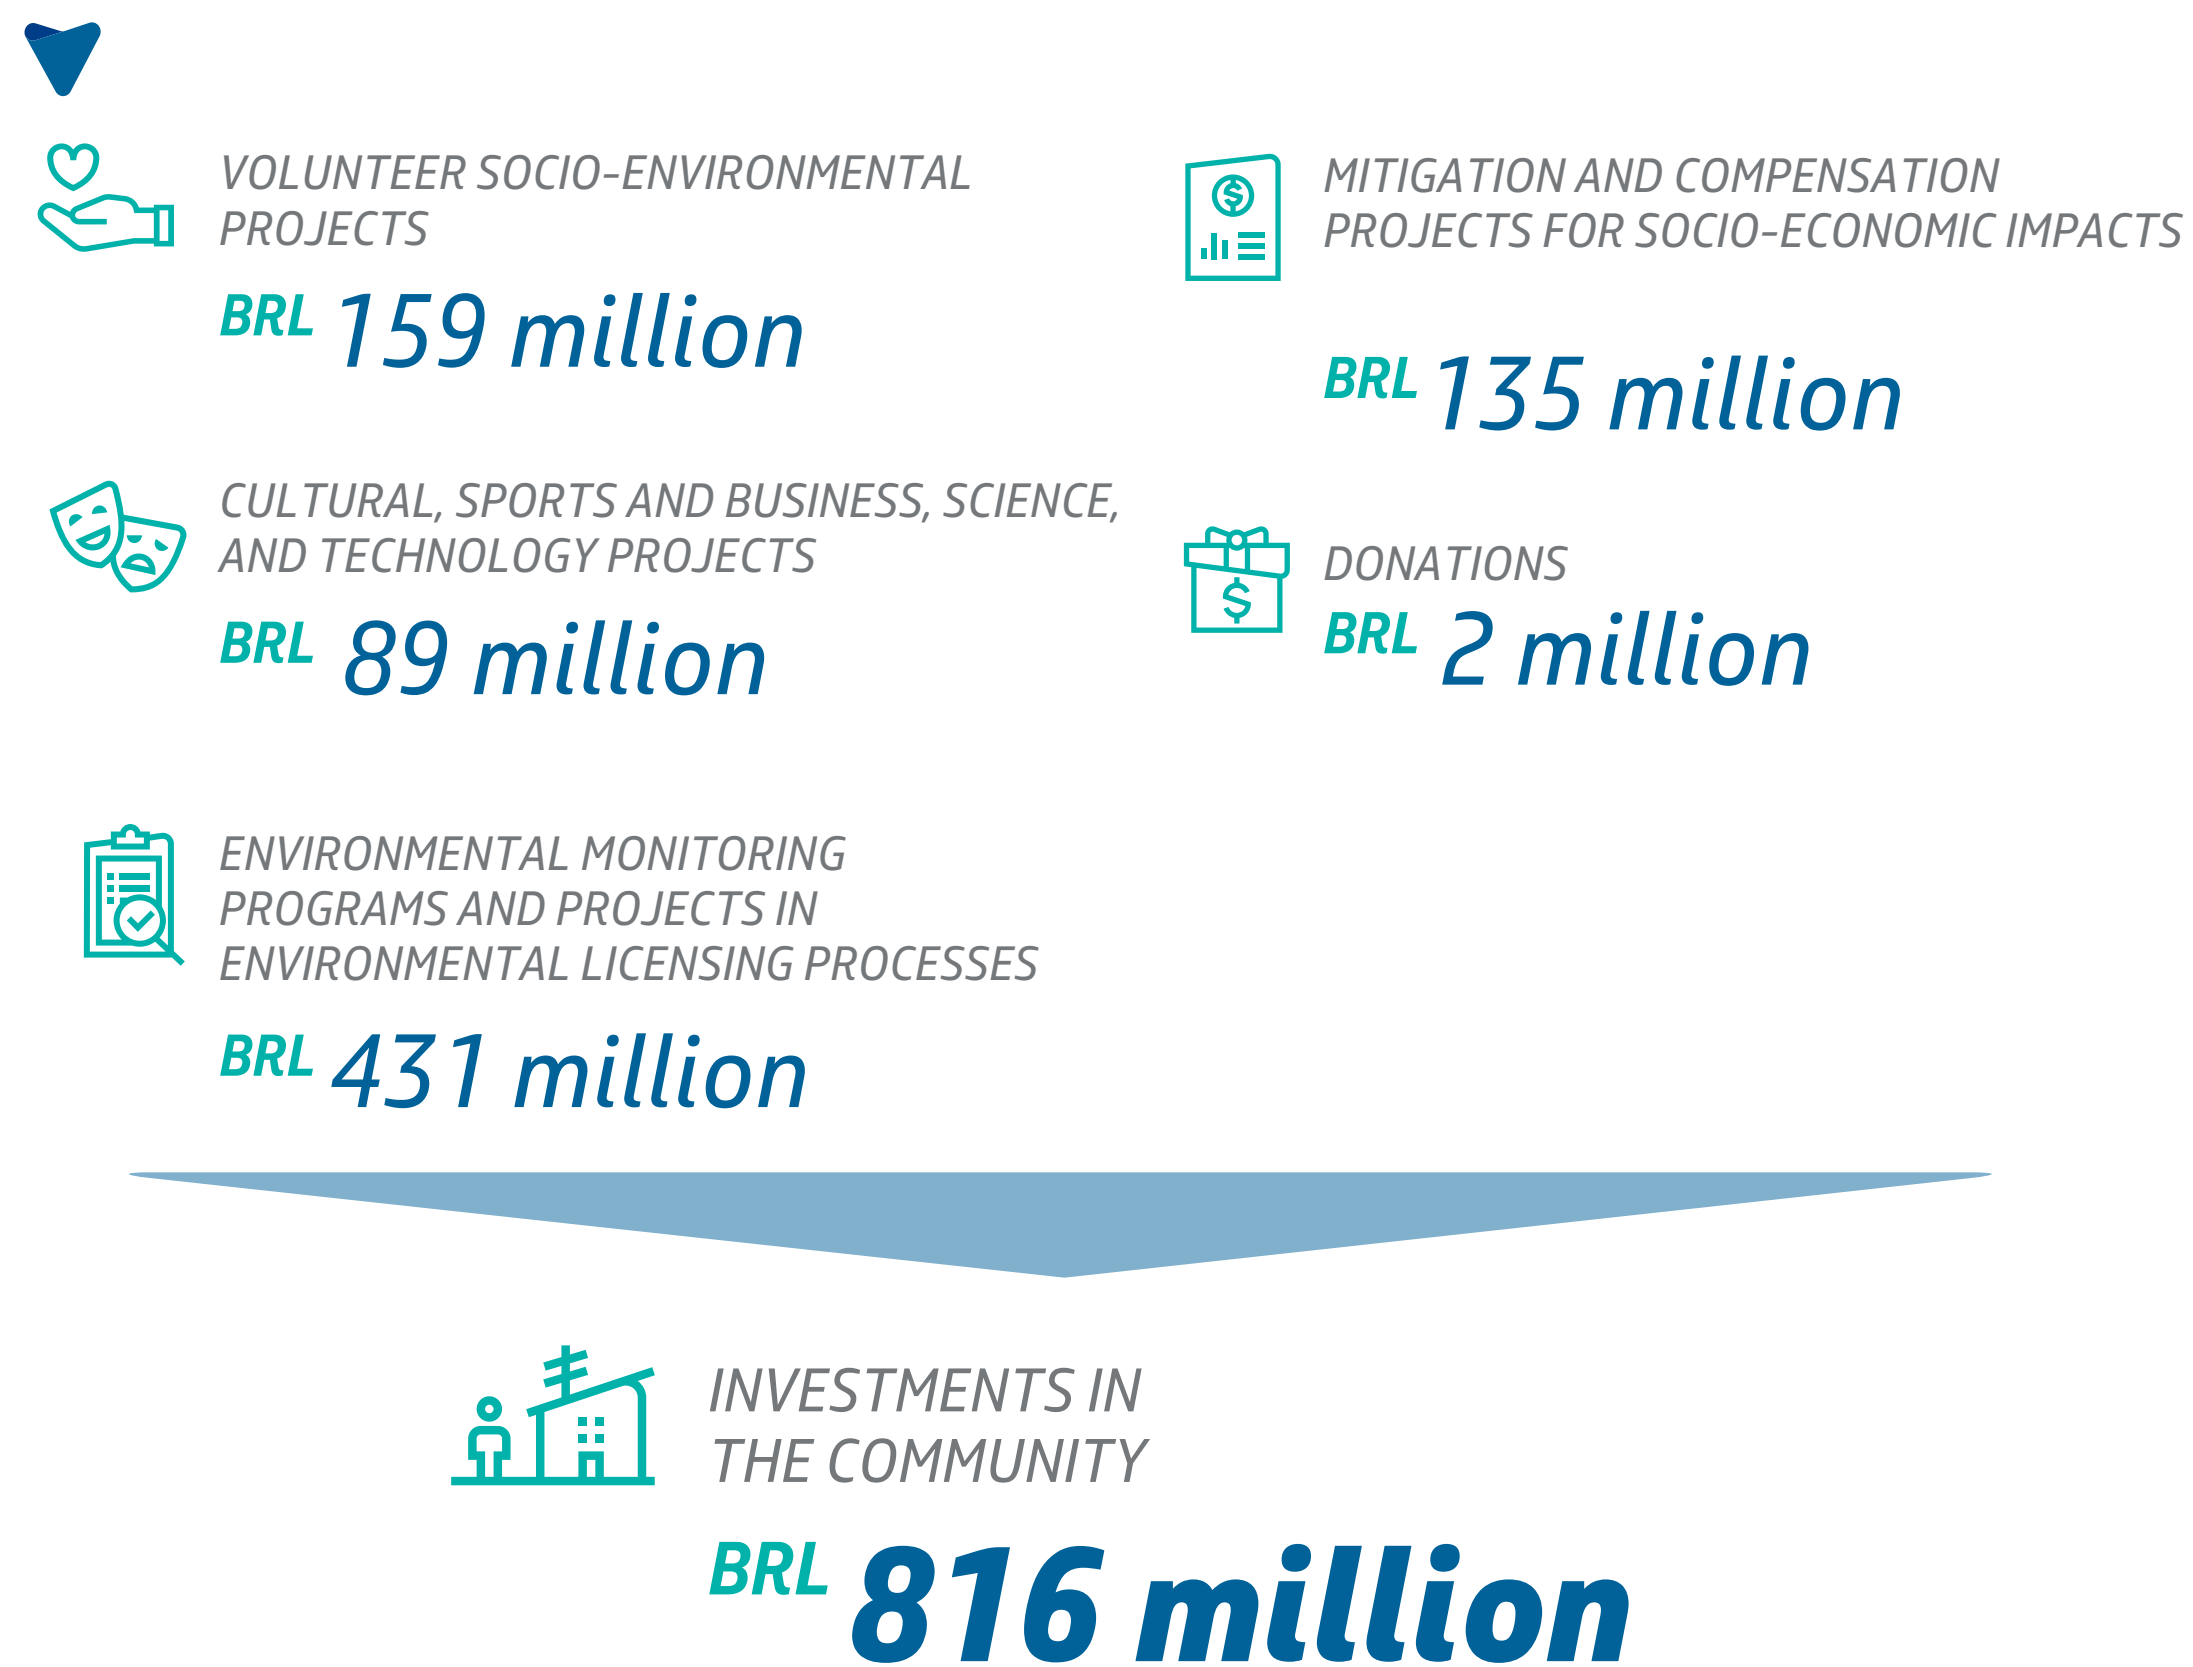 VOLUNTEER SOCIO-ENVIRONMENTAL
PROJECTS
BRL 159 million
CULTURAL, SPORTS AND BUSINESS, SCIENCE,
AND TECHNOLOGY PROJECTS
BRL 89 million
ENVIRONMENTAL MONITORING
PROGRAMS AND PROJECTS IN
ENVIRONMENTAL LICENSING PROCESSES
BRL 431 million
MITIGATION AND COMPENSATION
PROJECTS FOR SOCIO-ECONOMIC IMPACTS
BRL 135 million
DONATIONS
BRL 2 million
INVESTMENTS IN
THE COMMUNITY
BRL 816 million